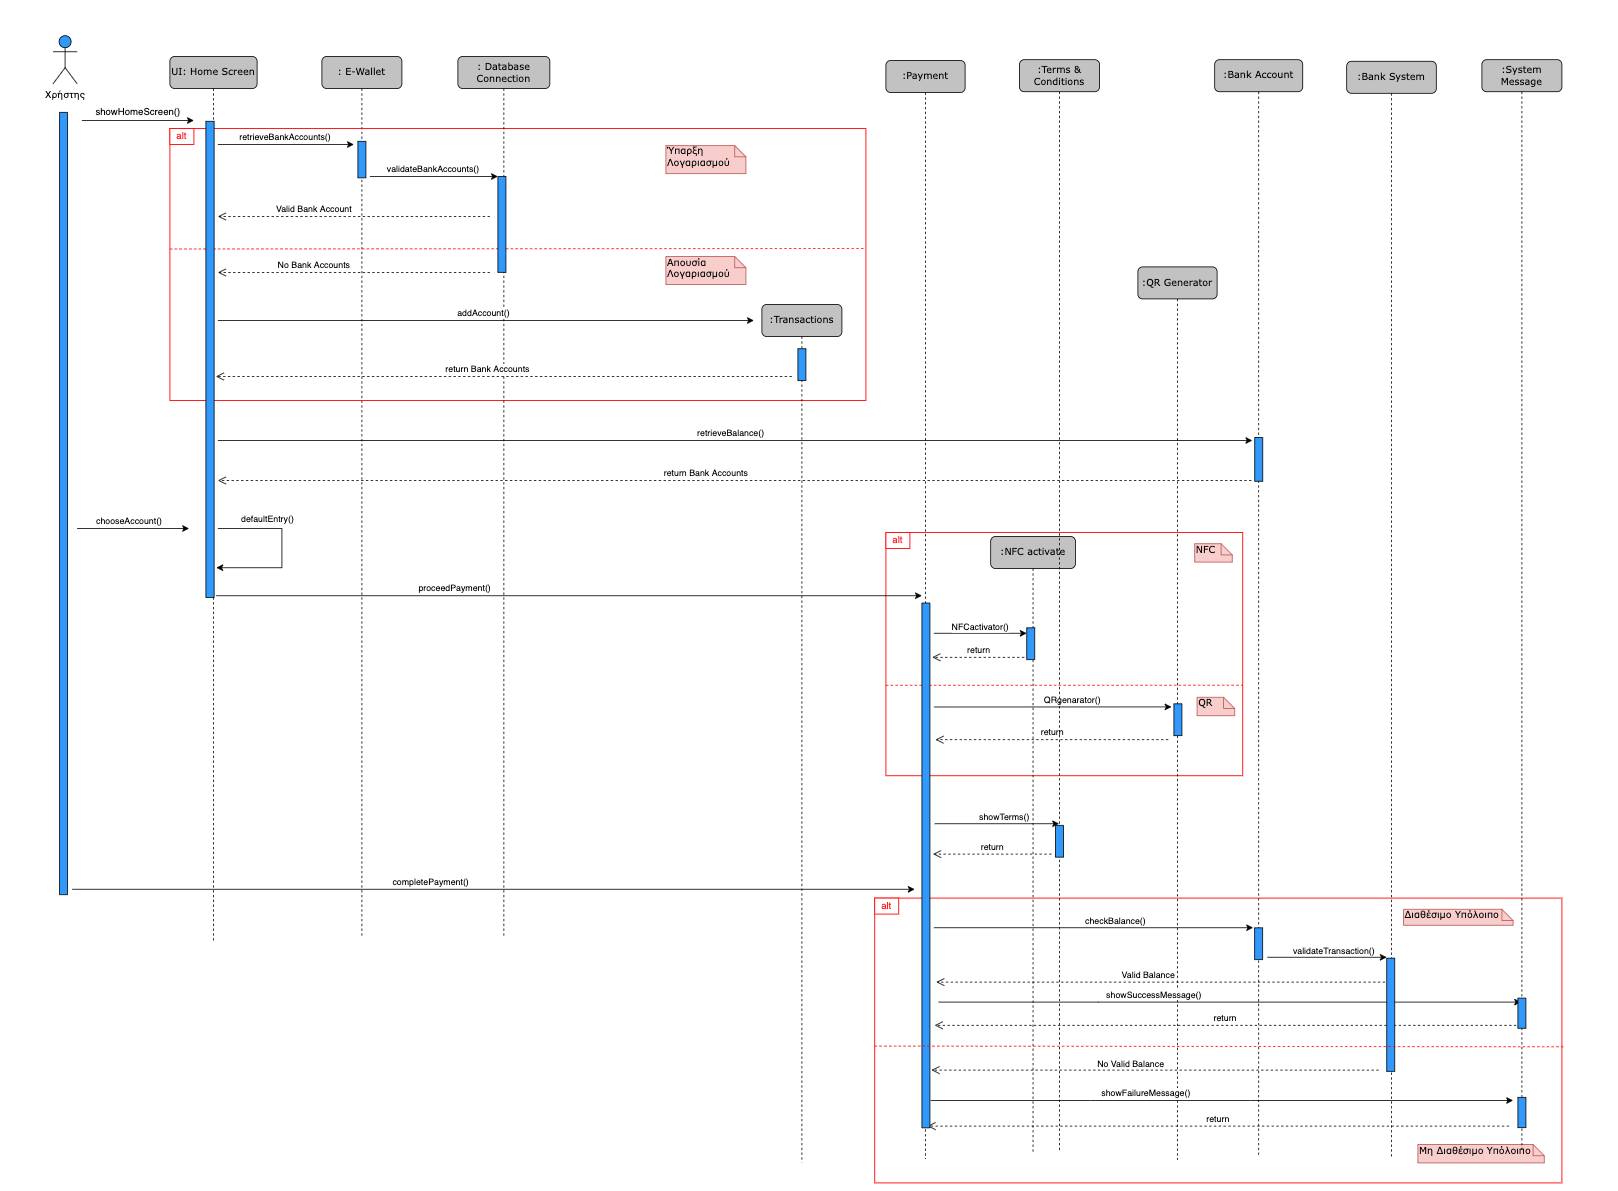 Χρήστης
UI: Home Screen
: E-Wallet
: Database
Connection
:Payment
:Terms &
Conditions
:Bank Account
:Bank System
:System
Message
showHomeScreen()
alt
retrieveBankAccounts()
Ύπαρξη
Λογαριασμού
validateBankAccounts()
Valid Bank Account
No Bank Accounts
Απουσία
Λογαριασμού
:QR Generator
addAccount()
:Transactions
return Bank Accounts
retrieveBalance()
return Bank Accounts
chooseAccount()
defaultEntry()
alt
:NFC activate
NFC
proceedPayment()
NFCactivator()
return
QRgenarator()
QR
return
showTerms()
return
completePayment()
alt
Διαθέσιμο Υπόλοιπο
checkBalance()
validateTransaction()
Valid Balance
showSuccessMessage()
return
No Valid Balance
showFailureMessage()
return
Μη Διαθέσιμο Υπόλοιπο